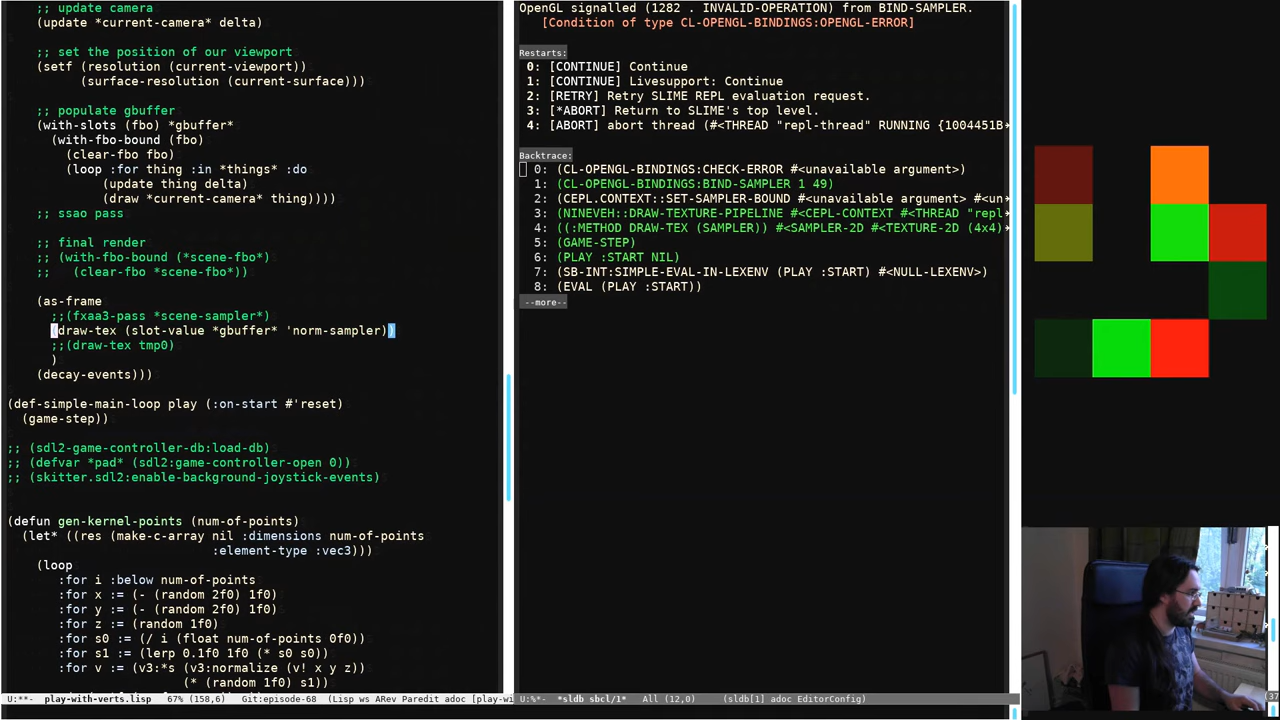 ;; update camera
(update *current-camera* delta)
;; set the position of our viewport
(setf (resolution (current-viewport))
(surface-resolution (current-surface)))
;; populate gbuffer
(with-slots (fbo) *gbuffer*
(with-fbo-bound (fbo)
(clear-fbo fbo)
(loop :for thing :in *things* :do
(update thing delta)
(draw *current-camera* thing))))
;; ssao pass
;; final render
;; (with-fbo-bound (*scene-fbo*)
;;   (clear-fbo *scene-fbo*))
(as-frame
;;(fxaa3-pass *scene-sampler*)
(draw-tex (slot-value *gbuffer* 'norm-sampler))
;;(draw-tex tmp0)
)
(decay-events)))
(def-simple-main-loop play (:on-start #'reset)
(game-step))
;; (sdl2-game-controller-db:load-db)
;; (defvar *pad* (sdl2:game-controller-open 0))
;; (skitter.sdl2:enable-background-joystick-events)
(defun gen-kernel-points (num-of-points)
(let* ((res (make-c-array nil :dimensions num-of-points
:element-type :vec3)))
(loop
:for i :below num-of-points
:for x := (- (random 2f0) 1f0)
:for y := (- (random 2f0) 1f0)
:for z := (random 1f0)
:for s0 := (/ i (float num-of-points 0f0))
:for s1 := (lerp 0.1f0 1f0 (* s0 s0))
:for v := (v3:*s (v3:normalize (v! x y z))
(* (random 1f0) s1))
U:**-  play-with-verts.lisp   67% (158,6)   Git:episode-68  (Lisp ws ARev Paredit adoc [play-wi
OpenGL signalled (1282 . INVALID-OPERATION) from BIND-SAMPLER.
[Condition of type CL-OPENGL-BINDINGS:OPENGL-ERROR]
Restarts:
0: [CONTINUE] Continue
1: [CONTINUE] Livesupport: Continue
2: [RETRY] Retry SLIME REPL evaluation request.
3: [*ABORT] Return to SLIME's top level.
4: [ABORT] abort thread (#<THREAD "repl-thread" RUNNING {1004451B
Backtrace:
0: (CL-OPENGL-BINDINGS:CHECK-ERROR #<unavailable argument>)
1: (CL-OPENGL-BINDINGS:BIND-SAMPLER 1 49)
2: (CEPL.CONTEXT::SET-SAMPLER-BOUND #<unavailable argument> #<un
3: (NINEVEH::DRAW-TEXTURE-PIPELINE #<CEPL-CONTEXT #<THREAD "repl
4: ((:METHOD DRAW-TEX (SAMPLER)) #<SAMPLER-2D #<TEXTURE-2D (4x4)
5: (GAME-STEP)
6: (PLAY :START NIL)
7: (SB-INT:SIMPLE-EVAL-IN-LEXENV (PLAY :START) #<NULL-LEXENV>)
8: (EVAL (PLAY :START))
--more--
U:%*-  *sldb sbcl/1*   All (12,0)   (sldb[1] adoc EditorConfig)